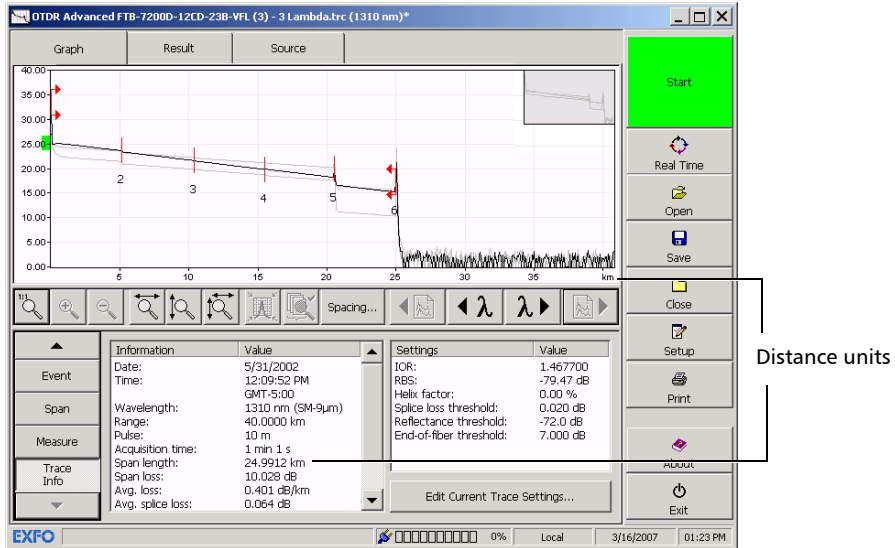 OTDR Advanced FTB-7200D-12CD-23B-VFL (3) - 3 Lambda.trc (1310 nm)*
Graph Result Source
40.00
35.00
30.00
25.00
20.00
15.00
10.00
5.00
0.00
2 3 4 5 6
5 10 15 20 25 30 35 km
1:1 Spacing... λ λ
Start
Real Time
Open
Save
Close
Setup
Print
About
Exit
Distance units
Event
Span
Measure
Trace Info
Information Value
Date: 5/31/2002
Time: 12:09:52 PM
GMT-5:00
Wavelength: 1310 nm (SM-9µm)
Range: 40.0000 km
Pulse: 10 m
Acquisition time: 1 min 1 s
Span length: 24.9912 km
Span loss: 10.028 dB
Avg. loss: 0.401 dB/km
Avg. splice loss: 0.064 dB
Settings Value
IOR: 1.467700
RBS: -79.47 dB
Helix factor: 0.00 %
Splice loss threshold: 0.020 dB
Reflectance threshold: -72.0 dB
End-of-fiber threshold: 7.000 dB
Edit Current Trace Settings...
EXFO 0% Local 3/16/2007 01:23 PM